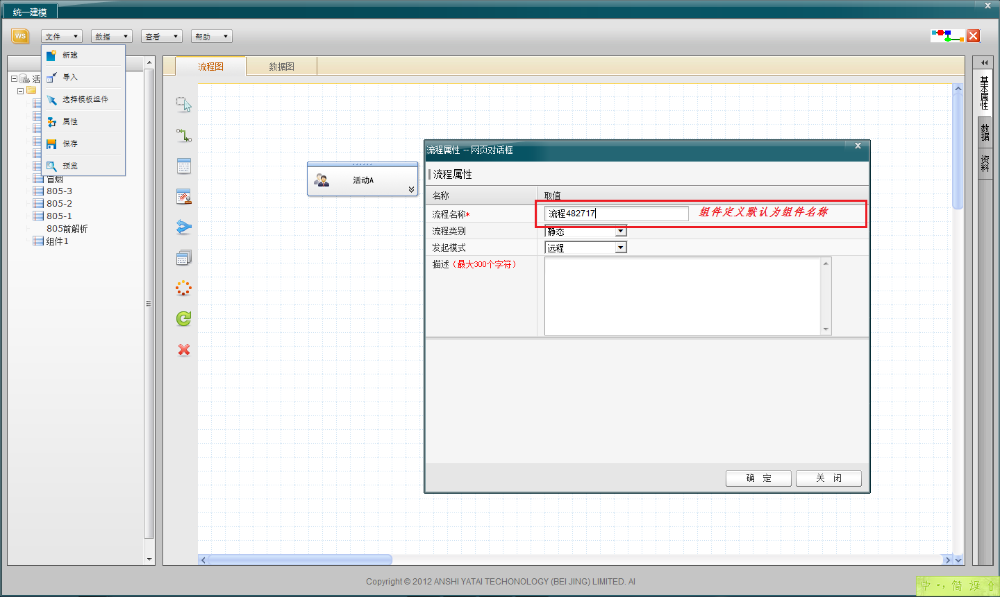 统一建模
WS
文件
数据
查看
帮助
新建
导入
选择模板组件
属性
保存
预览
活
冒烟
805-3
805-2
805-1
805前解析
组件1
流程图
数据图
活动A
流程属性 -- 网页对话框
流程属性
名称
取值
流程名称*
流程482717
组件定义默认为组件名称
流程类别
静态
发起模式
远程
描述（最大300个字符）
确 定
关 闭
基本属性
数据
资料
Copyright © 2012 ANSHI YATAI TECHONOLOGY (BEI JING) LIMITED. AI
中 简 设